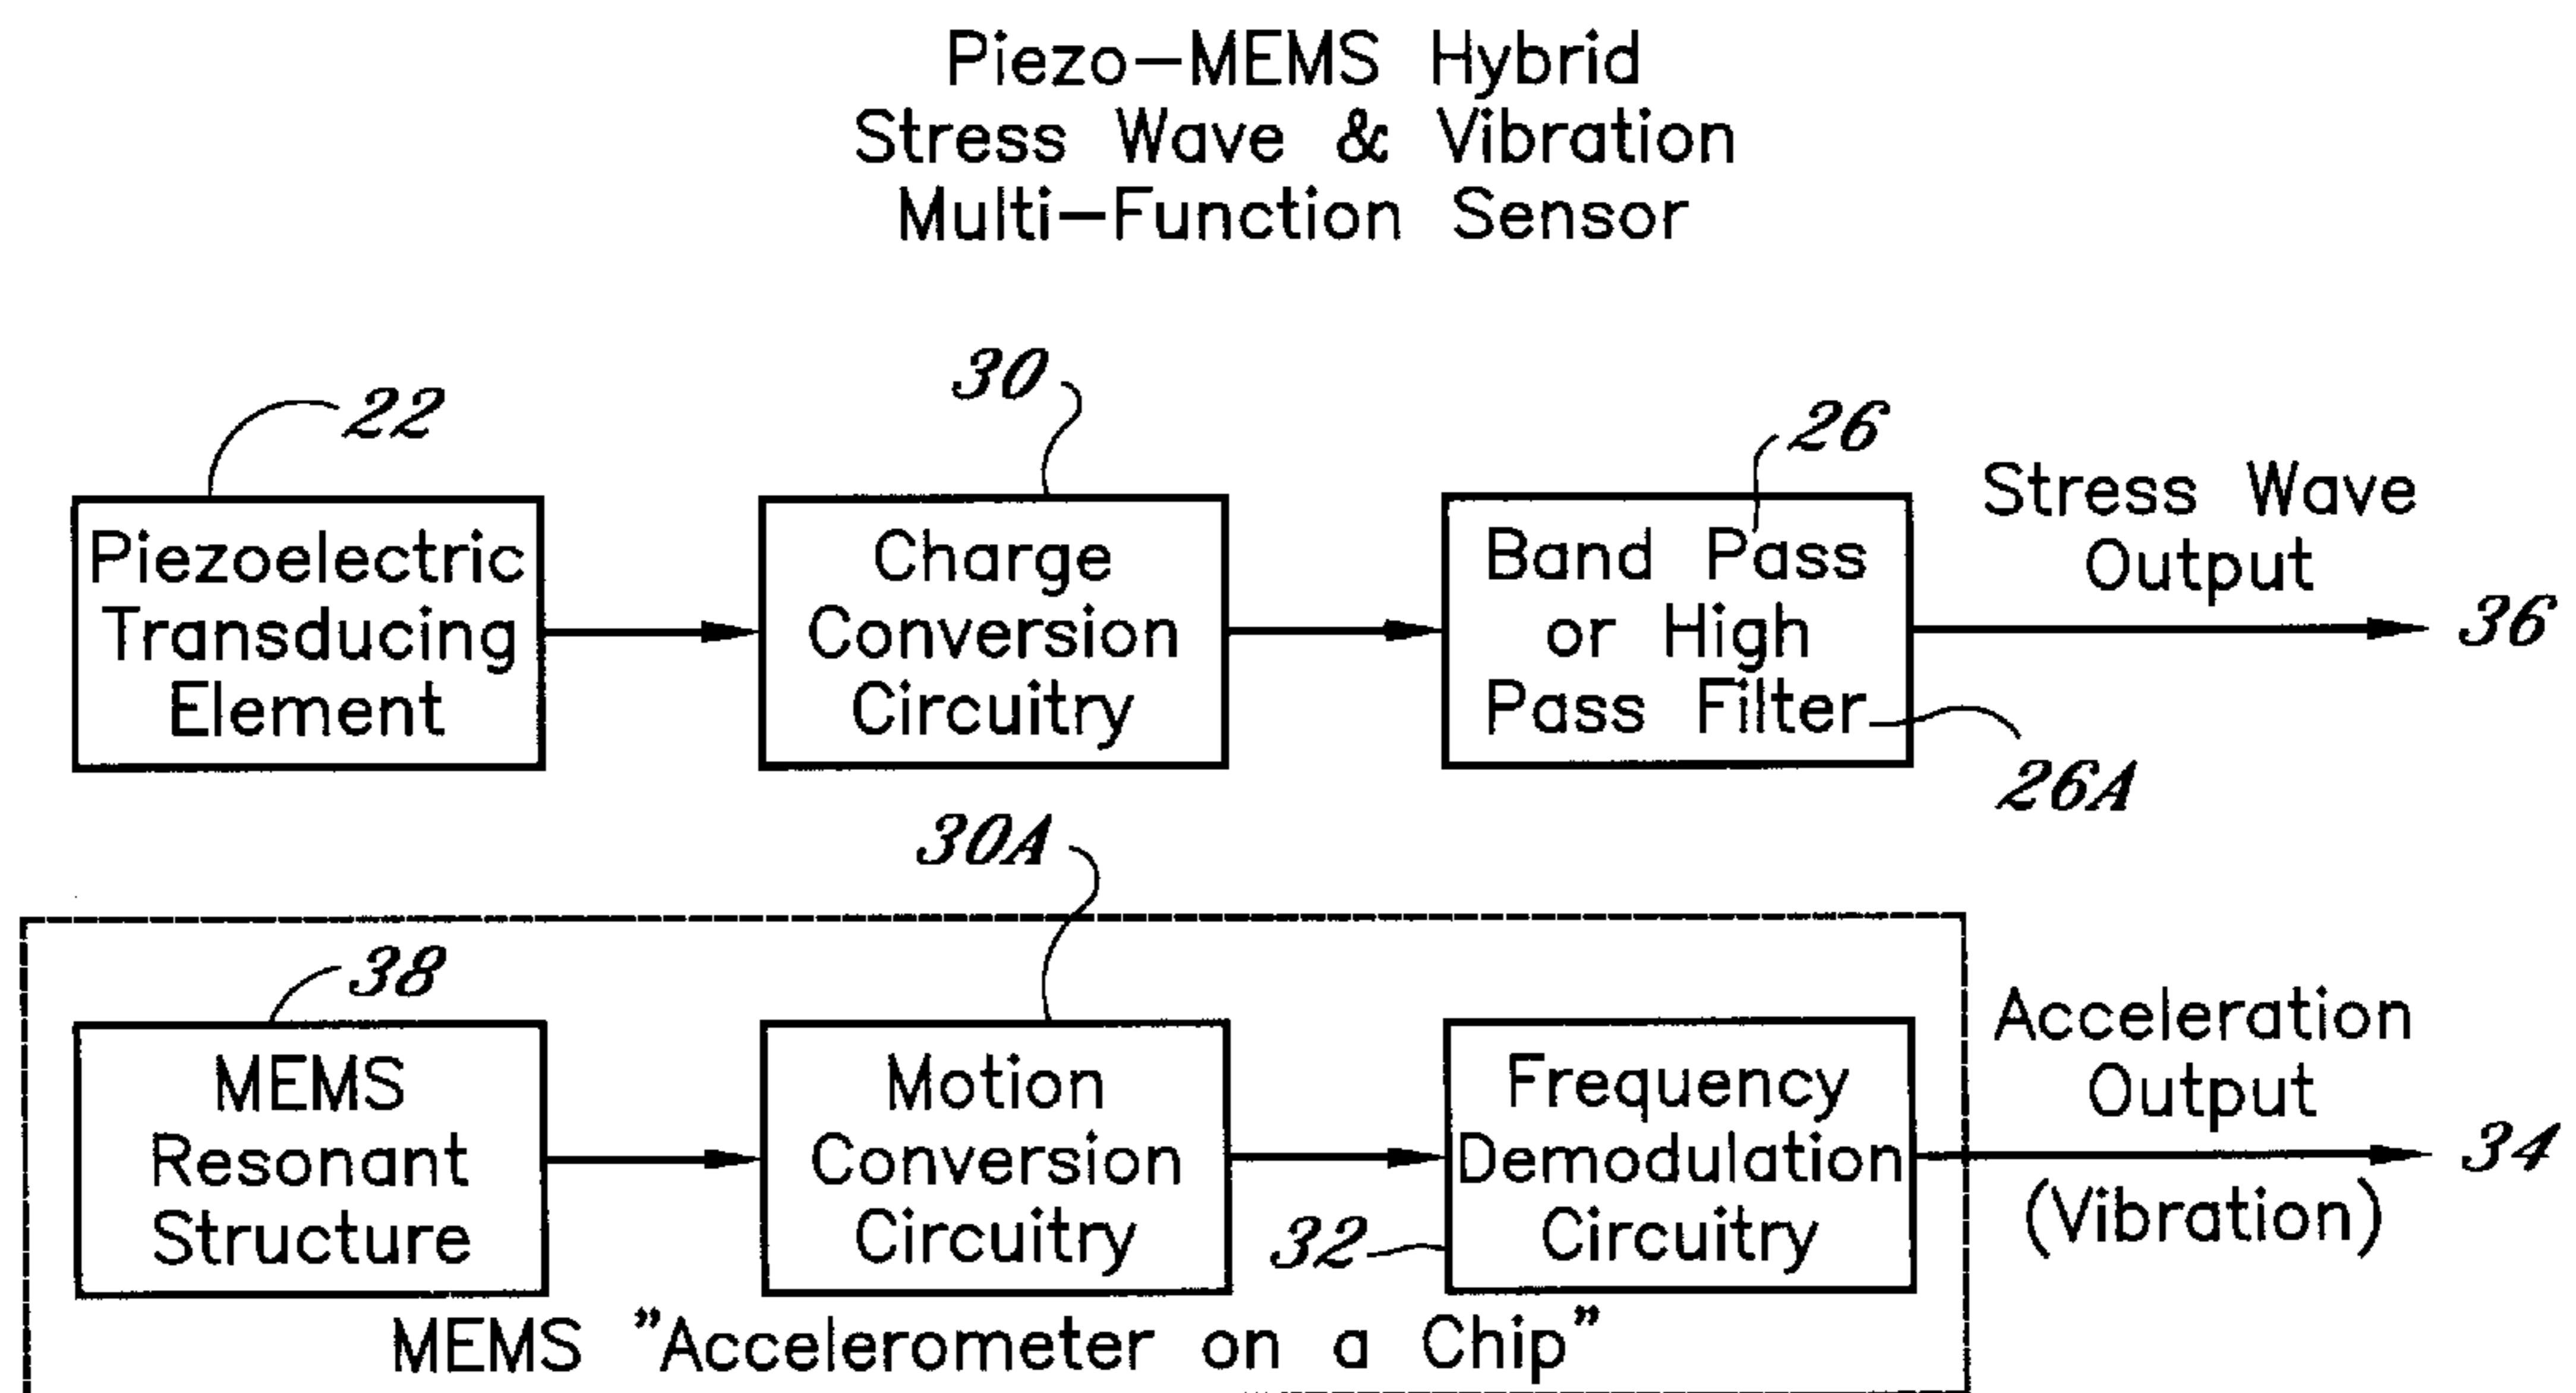 Piezo-MEMS Hybrid
Stress Wave & Vibration
Multi-Function Sensor
22
30
26
Piezoelectric
Transducing
Element
Charge
Conversion
Circuitry
Band Pass
or High
Pass Filter
26A
Stress Wave
Output
36
38
30A
MEMS
Resonant
Structure
Motion
Conversion
Circuitry
32
Frequency
Demodulation
Circuitry
Acceleration
Output
(Vibration)
34
MEMS "Accelerometer on a Chip"